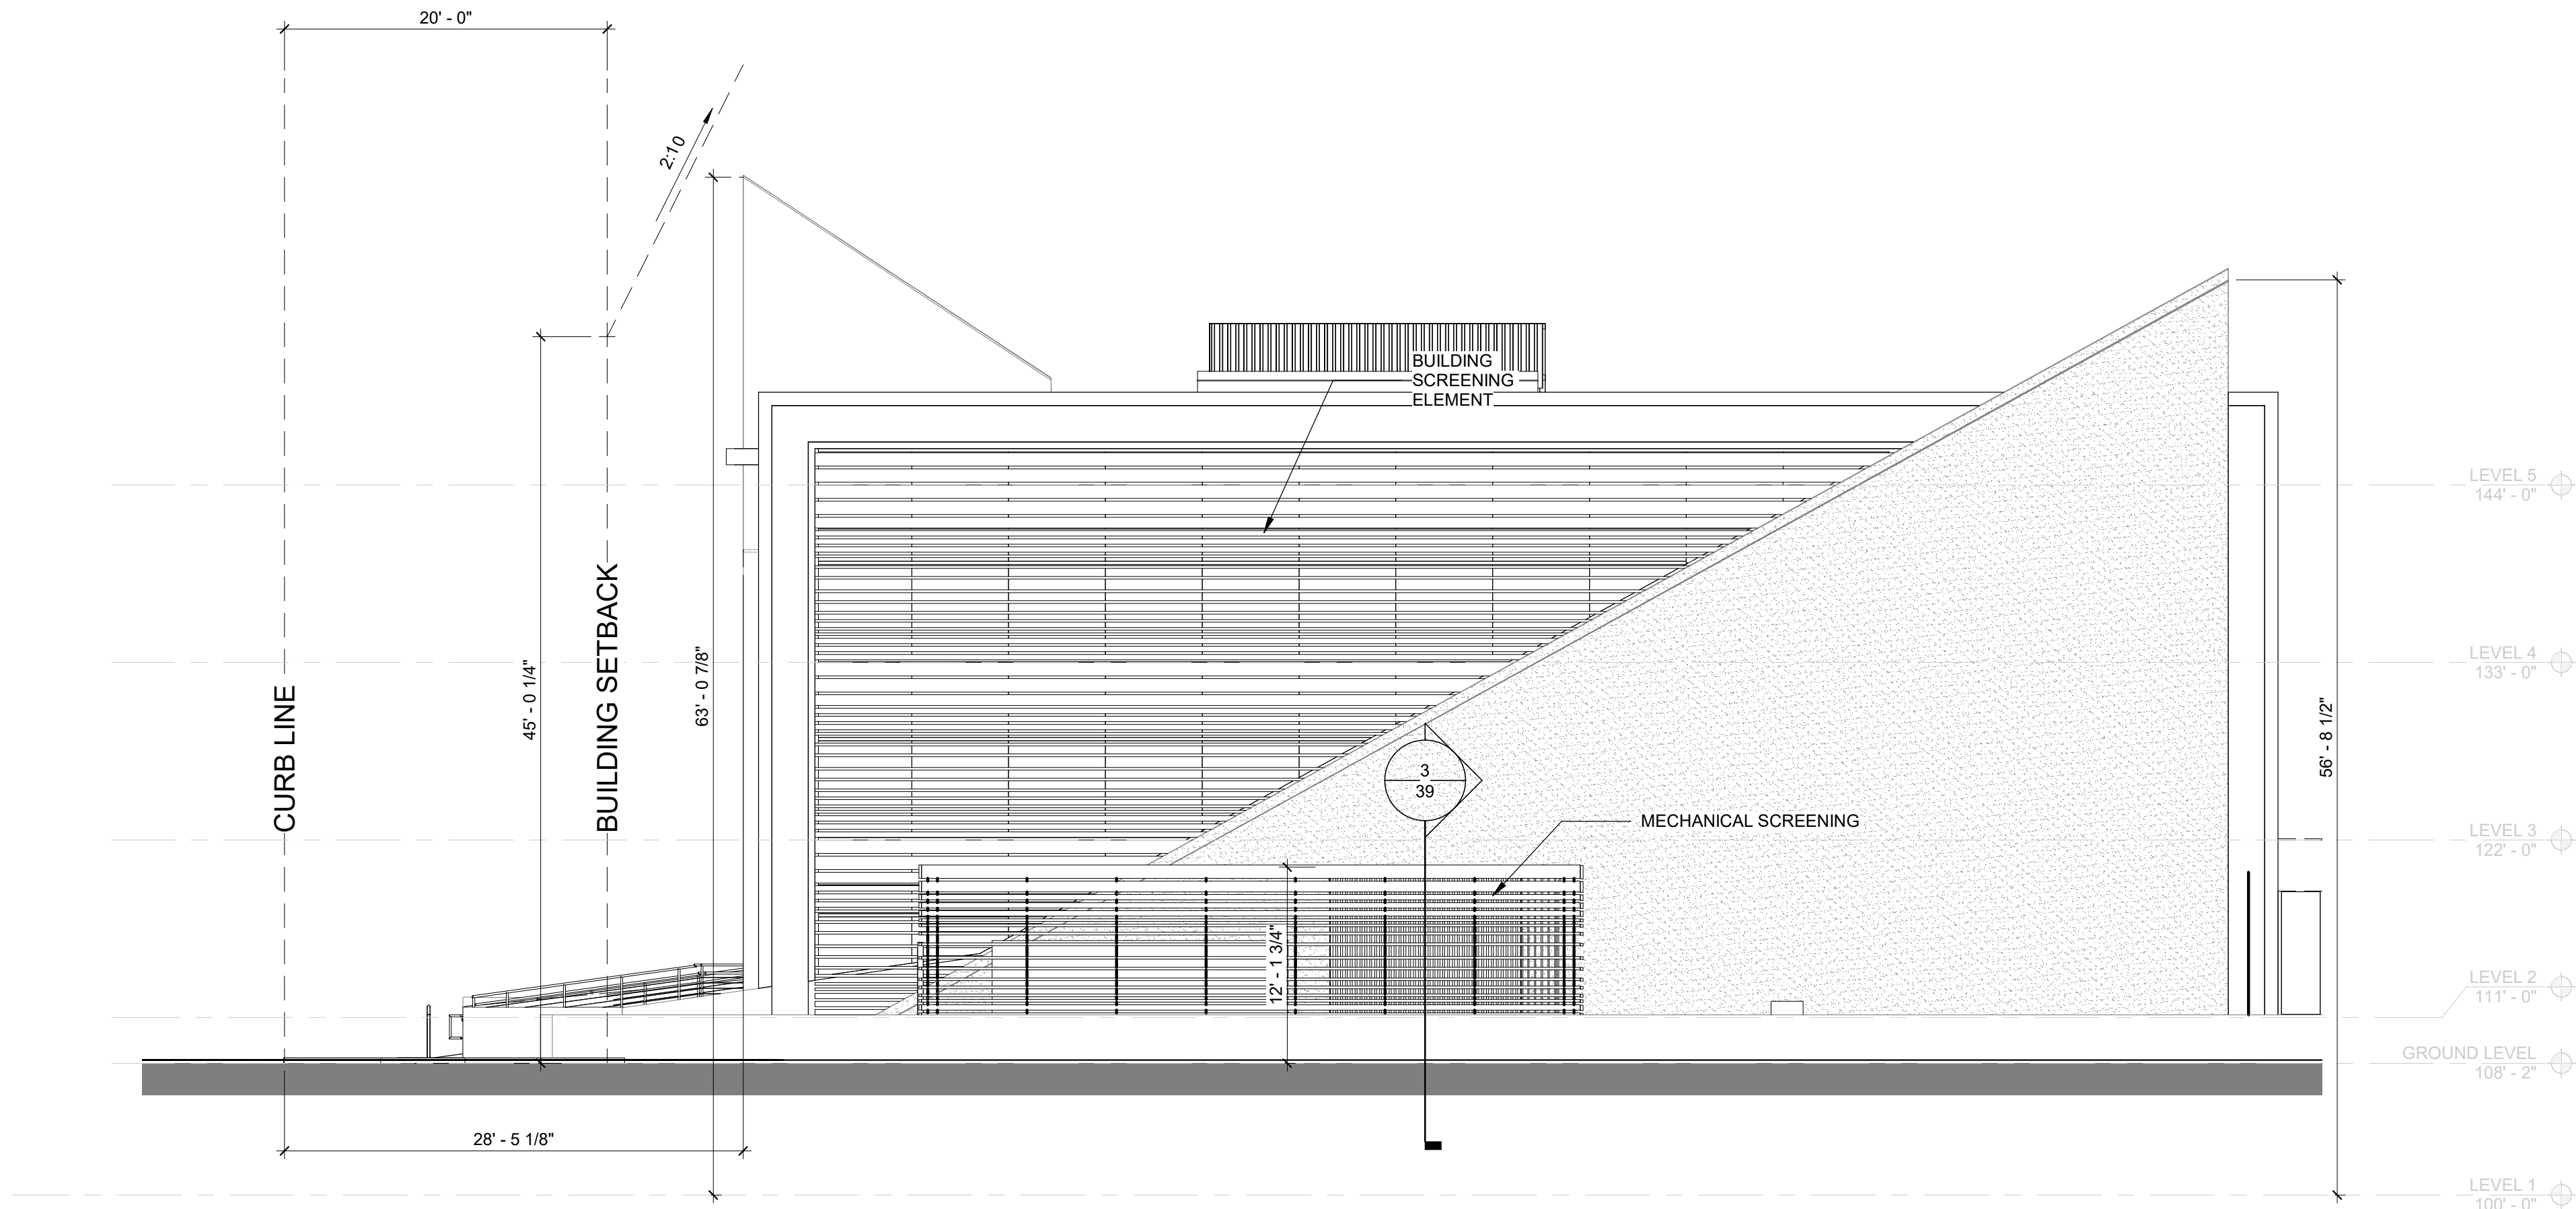 20' - 0"
2:10
BUILDING
SCREENING
ELEMENT
LEVEL 5
144' - 0"
CURB LINE
45' - 0 1/4"
BUILDING SETBACK
63' - 0 7/8"
LEVEL 4
133' - 0"
56' - 8 1/2"
3
39
MECHANICAL SCREENING
LEVEL 3
122' - 0"
12' - 1 3/4"
LEVEL 2
111' - 0"
GROUND LEVEL
108' - 2"
28' - 5 1/8"
LEVEL 1
100' - 0"